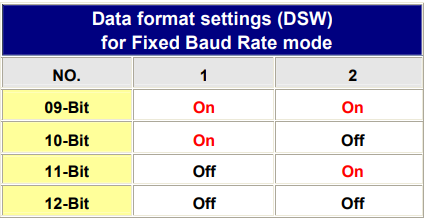 Data format settings (DSW)
for Fixed Baud Rate mode
NO. 1 2
09-Bit On On
10-Bit On Off
11-Bit Off On
12-Bit Off Off